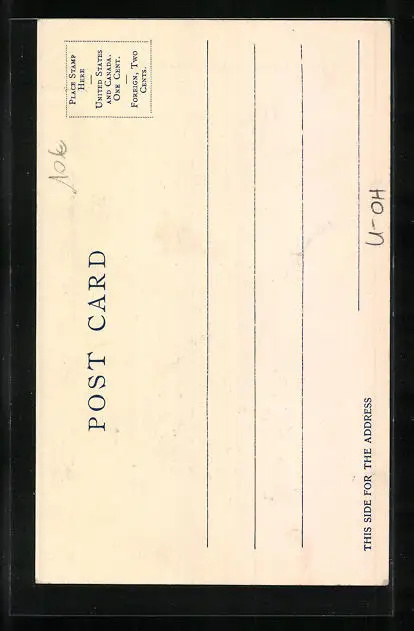 PLACE STAMP
HERE
—
UNITED STATES
AND CANADA,
ONE CENT.
—
FOREIGN, TWO
CENTS.
POST CARD
THIS SIDE FOR THE ADDRESS
U-OH